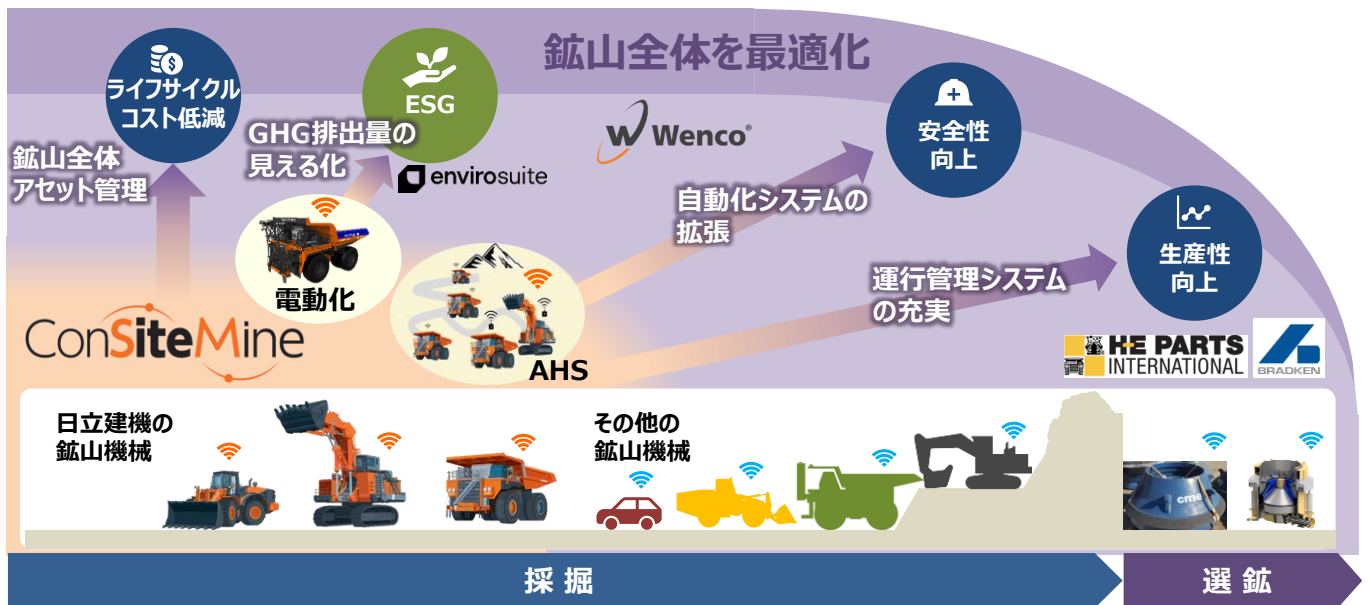 鉱山全体を最適化
ライフサイクル
コスト低減
ESG
鉱山全体
アセット管理
GHG排出量の
見える化
envirosuite
Wenco
安全性
向上
自動化システムの
拡張
生産性
向上
運行管理システム
の充実
電動化
AHS
ConSiteMine
H-E PARTS
INTERNATIONAL
BRADKEN
日立建機の
鉱山機械
その他の
鉱山機械
cme
採掘
選鉱